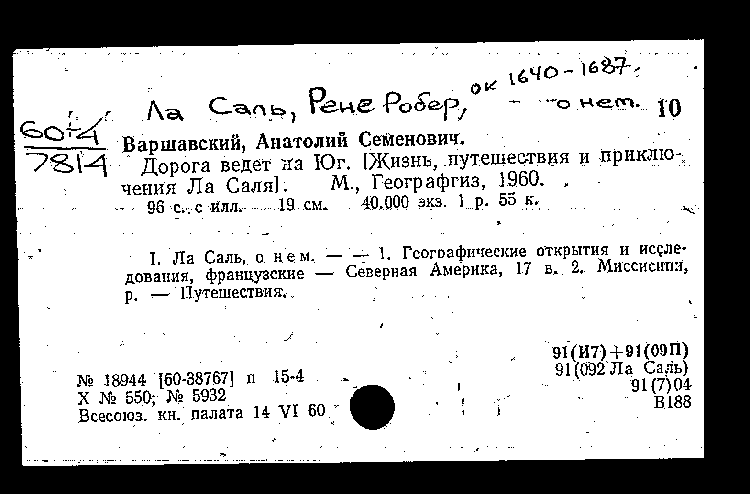 Ла Саль, Рене Робер, ок 1640-1687.
- о нем. 10
60-4
7814
Варшавский, Анатолий Семенович.
Дорога ведет на Юг. [Жизнь, путешествия и приклю-
чения Ла Саля]. М., Географгиз, 1960.
96 с. с илл. 19 см. 40.000 экз. 1 р. 55 к.
I. Ла Саль, о нем. — — 1. Географические открытия и иссле-
дования, французские — Северная Америка, 17 в. 2. Миссисипи,
р. — Путешествия.
91(И7)+91(09П)
91(092 Ла Саль)
91(7)04
В188
№ 18944 [60-38767] п 15-4
Х № 550; № 5932
Всесоюз. кн. палата 14 VI 60